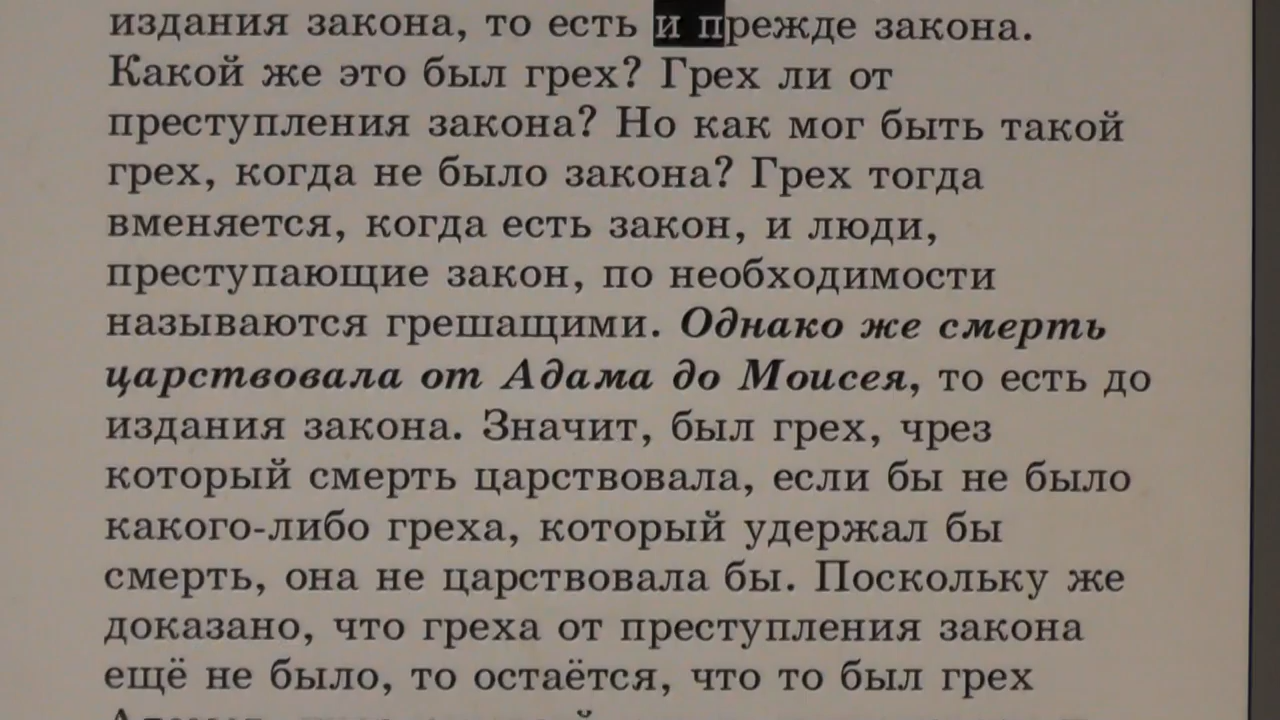 издания закона, то есть и прежде закона.
Какой же это был грех? Грех ли от
преступления закона? Но как мог быть такой
грех, когда не было закона? Грех тогда
вменяется, когда есть закон, и люди,
преступающие закон, по необходимости
называются грешащими. Однако же смерть
царствовала от Адама до Моисея, то есть до
издания закона. Значит, был грех, чрез
который смерть царствовала, если бы не было
какого-либо греха, который удержал бы
смерть, она не царствовала бы. Поскольку же
доказано, что греха от преступления закона
ещё не было, то остаётся, что то был грех